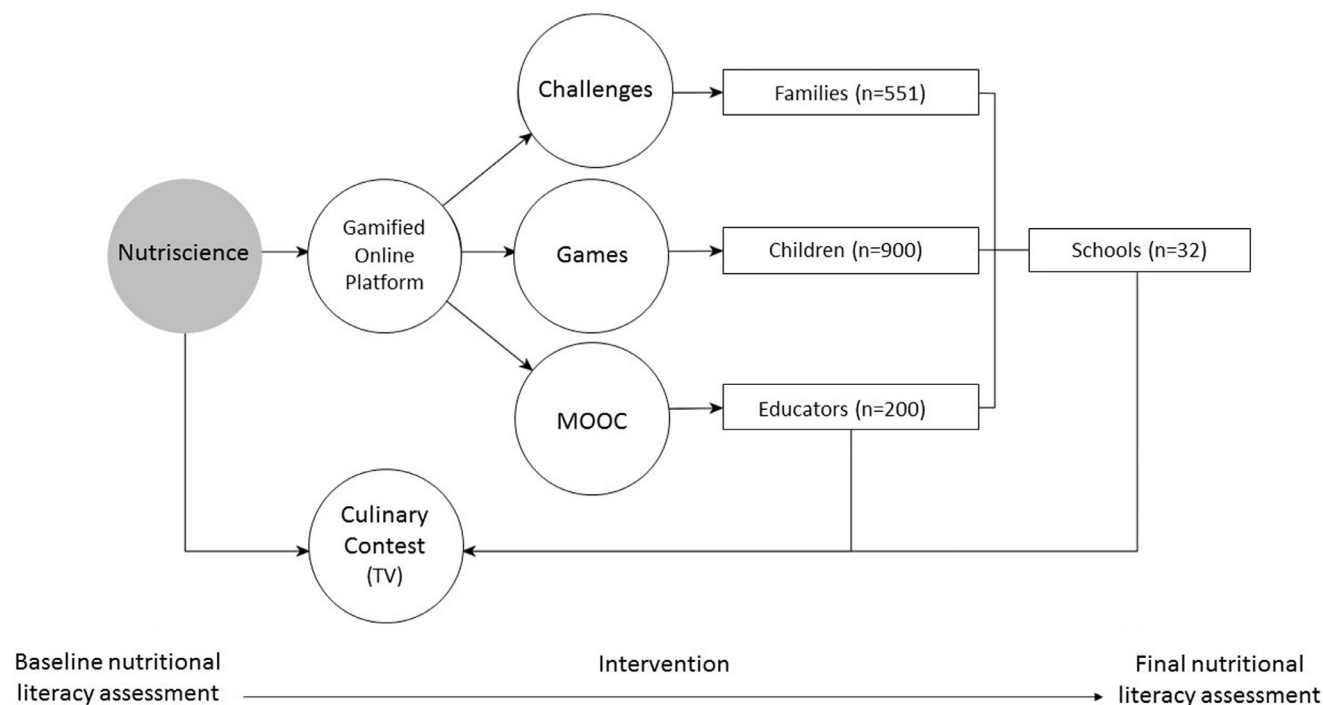 Challenges
Families (n=551)
Nutriscience
Gamified
Online
Platform
Games
Children (n=900)
Schools (n=32)
MOOC
Educators (n=200)
Culinary
Contest
(TV)
Baseline nutritional
literacy assessment
Intervention
Final nutritional
literacy assessment